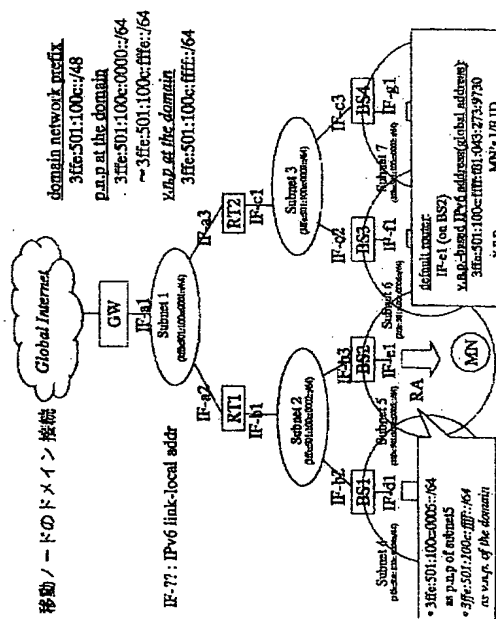 移動ノードのドメイン接続
IF-??: IPv6 link-local addr
domain network prefix
3ffe:501:100c::/48
p.n.p at the domain
3ffe:501:100c:0000::/64
～3ffe:501:100c:fffe::/64
v.n.p at the domain
3ffe:501:100c:ffff::/64
Global Internet
GW
IF-a1
Subnet 1
IF-a2
IF-a3
RT1
RT2
IF-b1
IF-c1
Subnet 2
Subnet 3
IF-b2
IF-b3
IF-c2
IF-c3
BS1
BS2
BS3
BS4
IF-d1
IF-e1
IF-f1
IF-g1
Subnet 4
Subnet 5
Subnet 6
Subnet 7
RA
MN
• 3ffe:501:100c:0005::/64
as p.n.p of subnet5
• 3ffe:501:100c:ffff::/64
as v.n.p. of the domain
default router:
IF-e1 (on BS2)
v.n.p.-based IPv6 address(global address):
3ffe:501:100c:ffff:f01:043:273:9730
MN's I/F ID